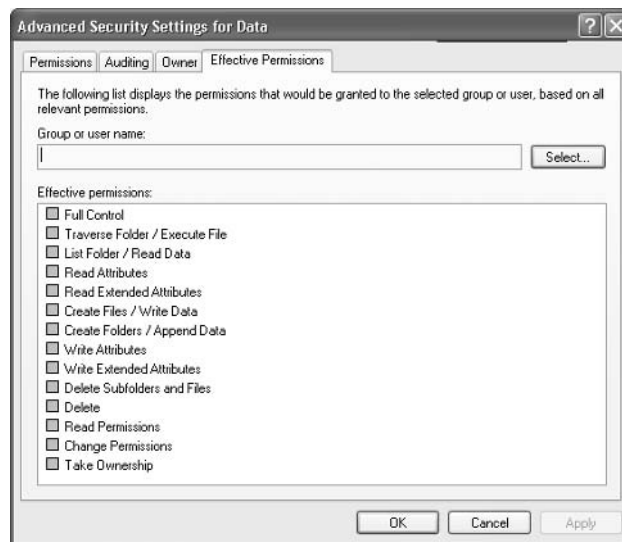 Advanced Security Settings for Data
Permissions Auditing Owner Effective Permissions
The following list displays the permissions that would be granted to the selected group or user, based on all
relevant permissions.
Group or user name:
Select...
Effective permissions:
Full Control
Traverse Folder / Execute File
List Folder / Read Data
Read Attributes
Read Extended Attributes
Create Files / Write Data
Create Folders / Append Data
Write Attributes
Write Extended Attributes
Delete Subfolders and Files
Delete
Read Permissions
Change Permissions
Take Ownership
OK Cancel Apply